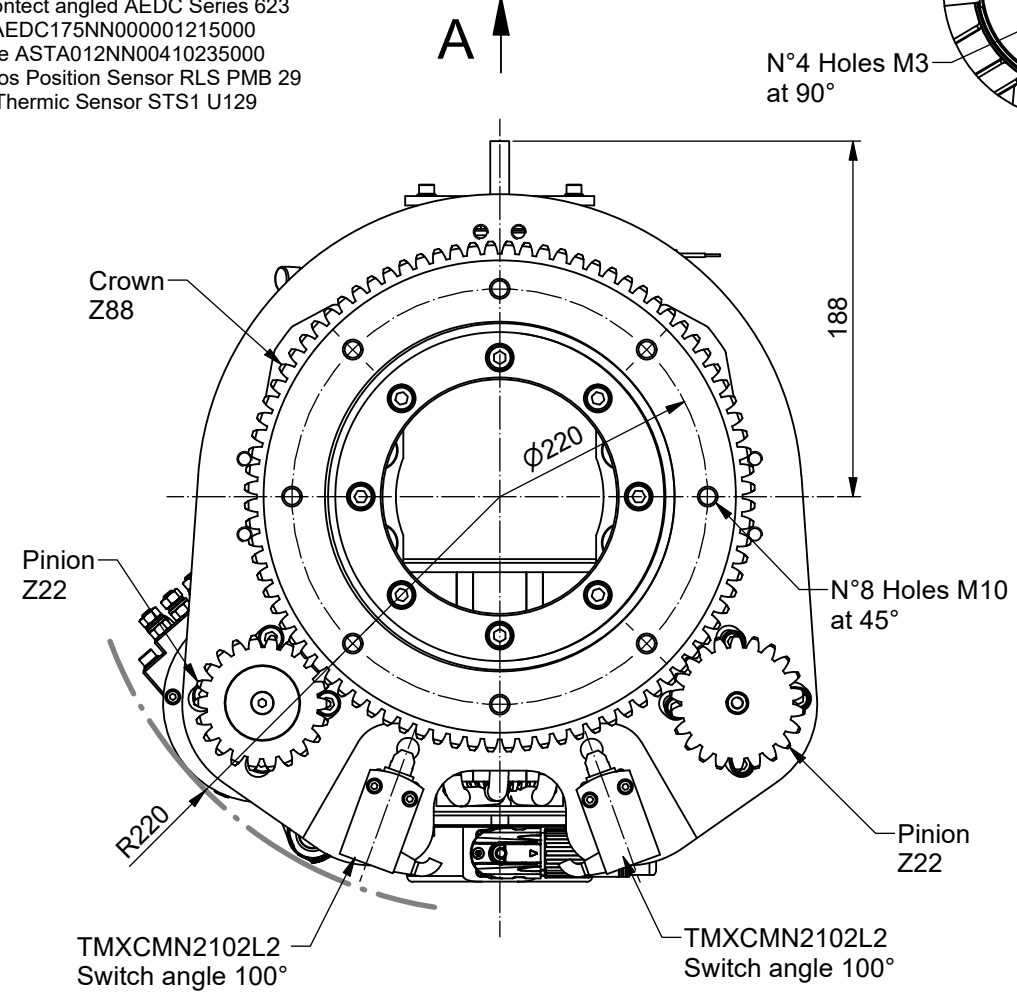 ontect angled AEDC Series 623
AEDC175NN000001215000
e ASTA012NN00410235000
os Position Sensor RLS PMB 29
Thermic Sensor STS1 U129
A
N°4 Holes M3
at 90°
188
Crown
Z88
Ø220
Pinion
Z22
N°8 Holes M10
at 45°
R220
Pinion
Z22
TMXCMN2102L2
Switch angle 100°
TMXCMN2102L2
Switch angle 100°